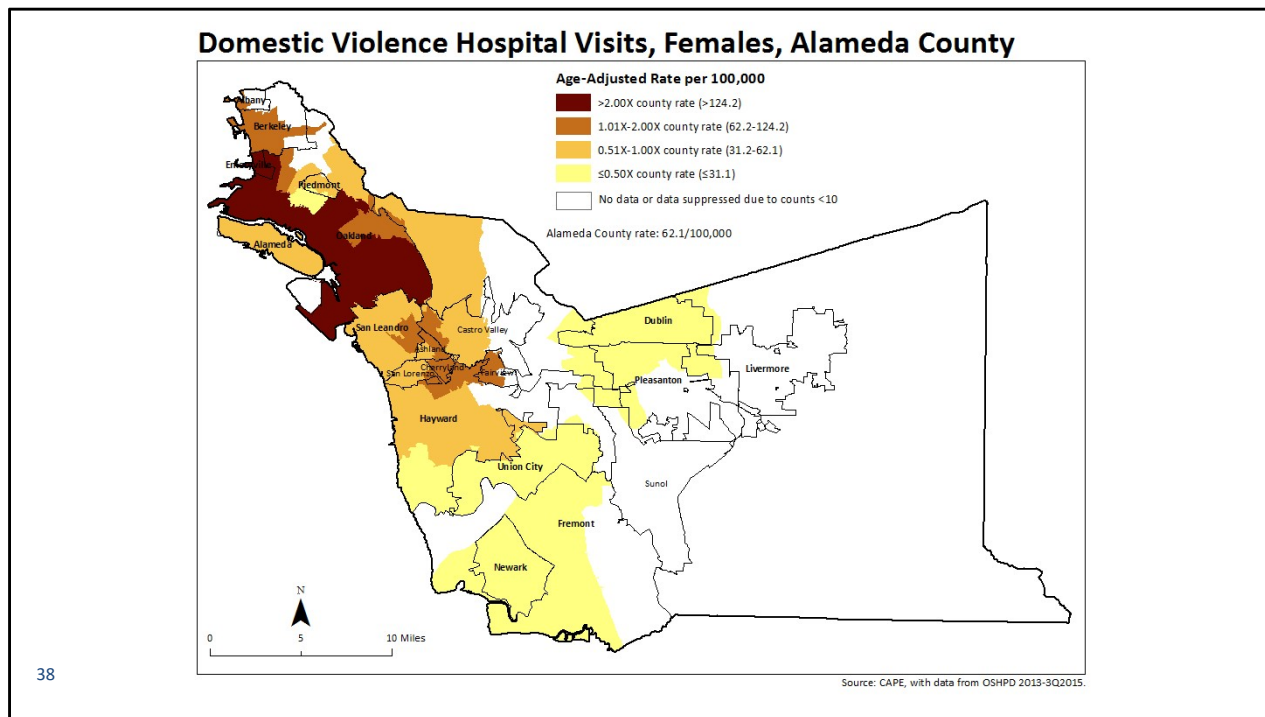 Domestic Violence Hospital Visits, Females, Alameda County
Age-Adjusted Rate per 100,000
>2.00X county rate (>124.2)
1.01X-2.00X county rate (62.2-124.2)
0.51X-1.00X county rate (31.2-62.1)
≤0.50X county rate (≤31.1)
No data or data suppressed due to counts <10
Alameda County rate: 62.1/100,000
Albany
Berkeley
Emeryville
Piedmont
Oakland
Alameda
San Leandro
Castro Valley
Ashland
Cherryland
San Lorenzo
Fairview
Hayward
Dublin
Pleasanton
Livermore
Union City
Sunol
Fremont
Newark
N
0 5 10 Miles
38
Source: CAPE, with data from OSHPD 2013-3Q2015.